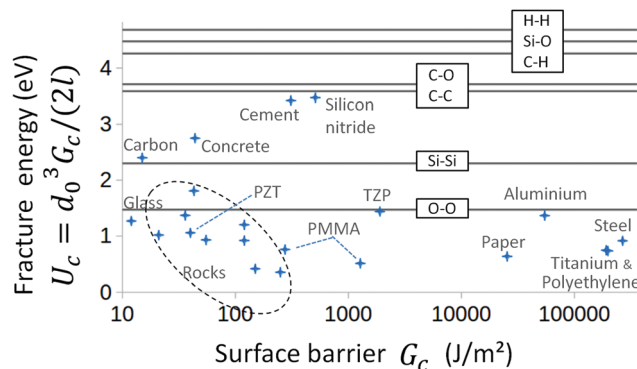 H-H
Si-O
C-H
C-O
C-C
Si-Si
O-O
Fracture energy (eV)
U_c = d_0^3 G_c/(2l)
4
3
2
1
0
Cement
Silicon
nitride
Carbon
Concrete
Glass
PZT
TZP
Aluminium
PMMA
Rocks
Paper
Steel
Titanium &
Polyethylene
10
100
1000
10000
100000
Surface barrier G_c (J/m²)